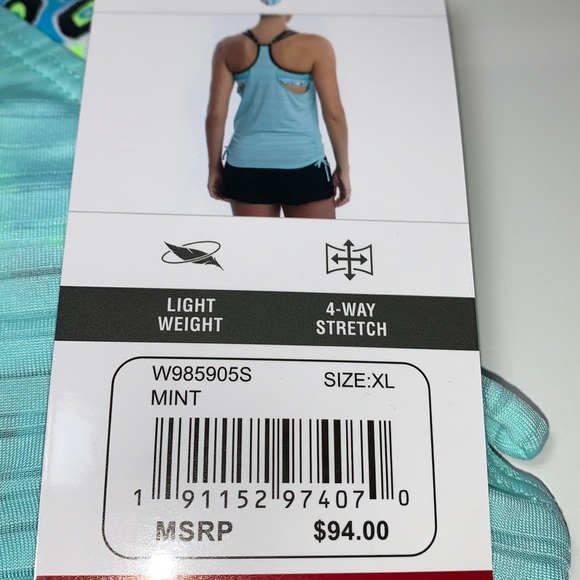 LIGHT WEIGHT
4-WAY STRETCH
W985905S SIZE:XL
MINT
1 91152 97407 0
MSRP $94.00